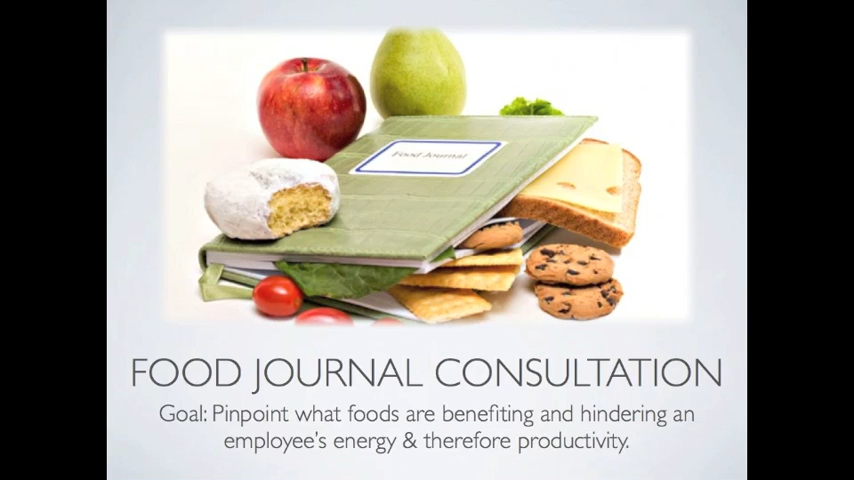 Food Journal
FOOD JOURNAL CONSULTATION
Goal: Pinpoint what foods are benefiting and hindering an
employee's energy & therefore productivity.